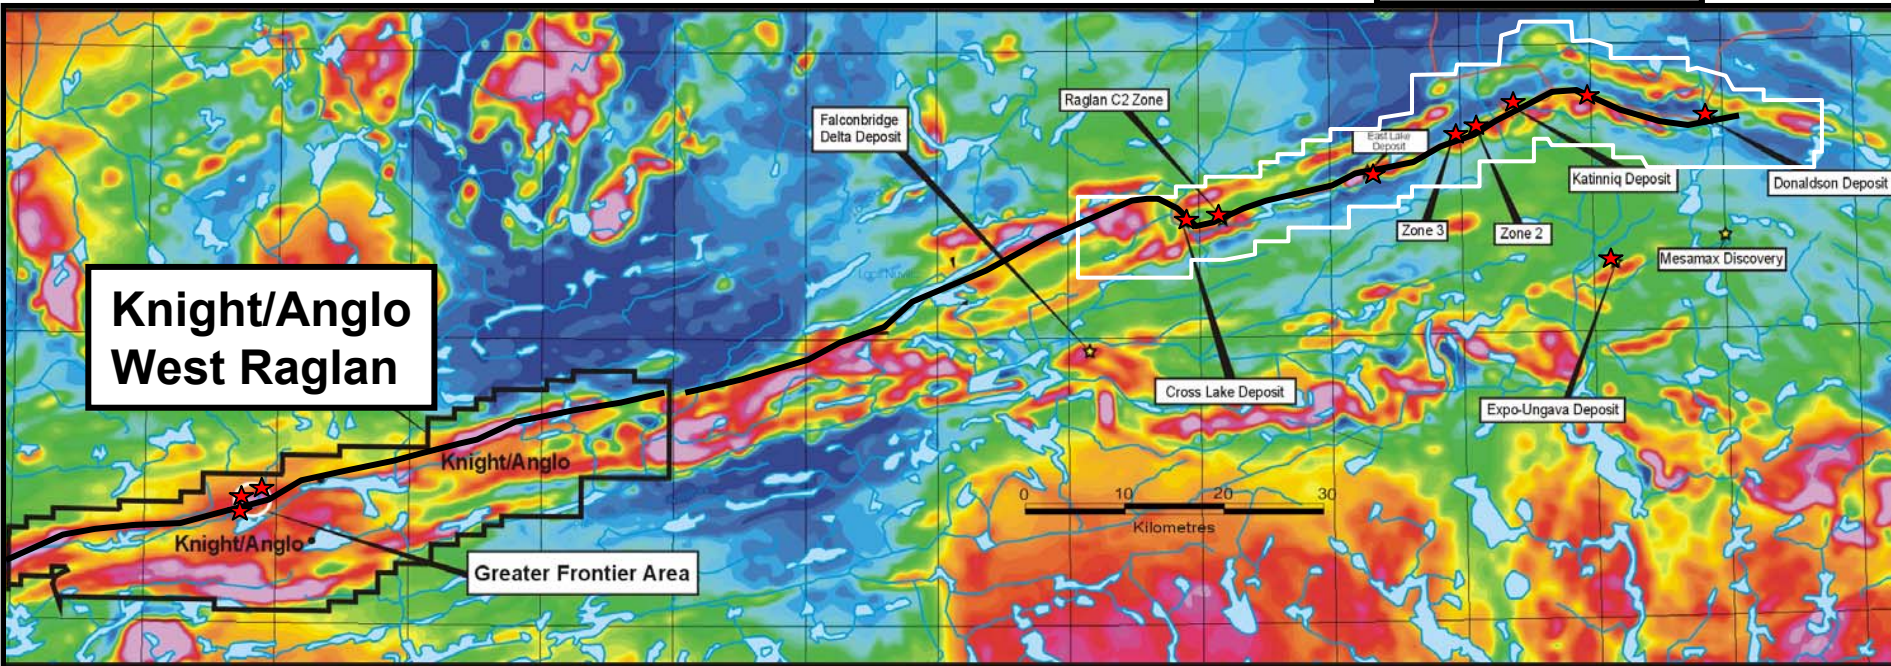 Raglan C2 Zone
Falconbridge
Delta Deposit
East Lake
Deposit
Katinniq Deposit
Donaldson Deposit
Zone 3
Zone 2
Mesamax Discovery
Knight/Anglo
West Raglan
Cross Lake Deposit
Expo-Ungava Deposit
Knight/Anglo
0 10 20 30
Kilometres
Knight/Anglo
Greater Frontier Area